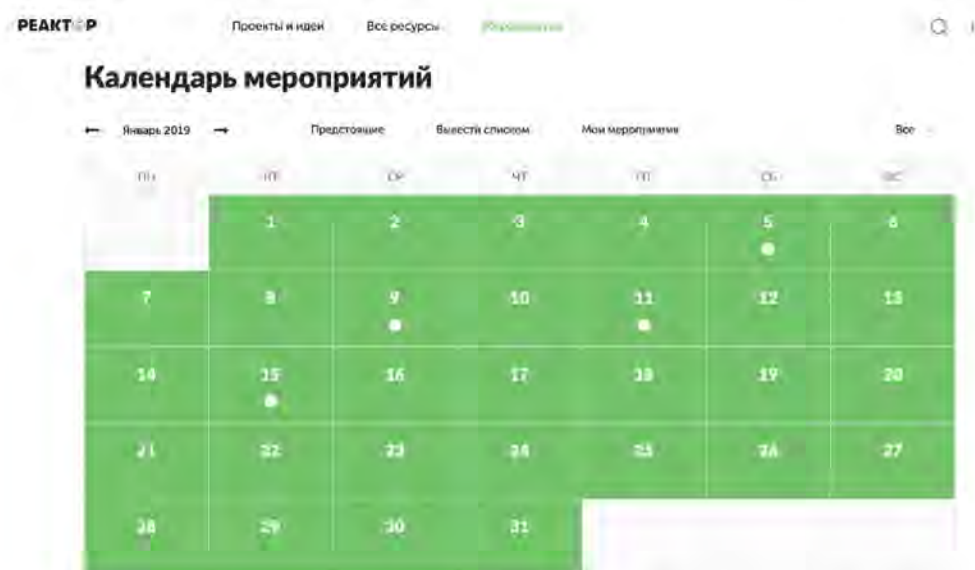 РЕАКТОР Проекты и идеи Все ресурсы Мероприятия
Календарь мероприятий
← Январь 2019 → Предстоящие Вывести списком Мои мероприятия Все
ПН ВТ СР ЧТ ПТ СБ ВС
1 2 3 4 5 6
7 8 9 10 11 12 13
14 15 16 17 18 19 20
21 22 23 24 25 26 27
28 29 30 31